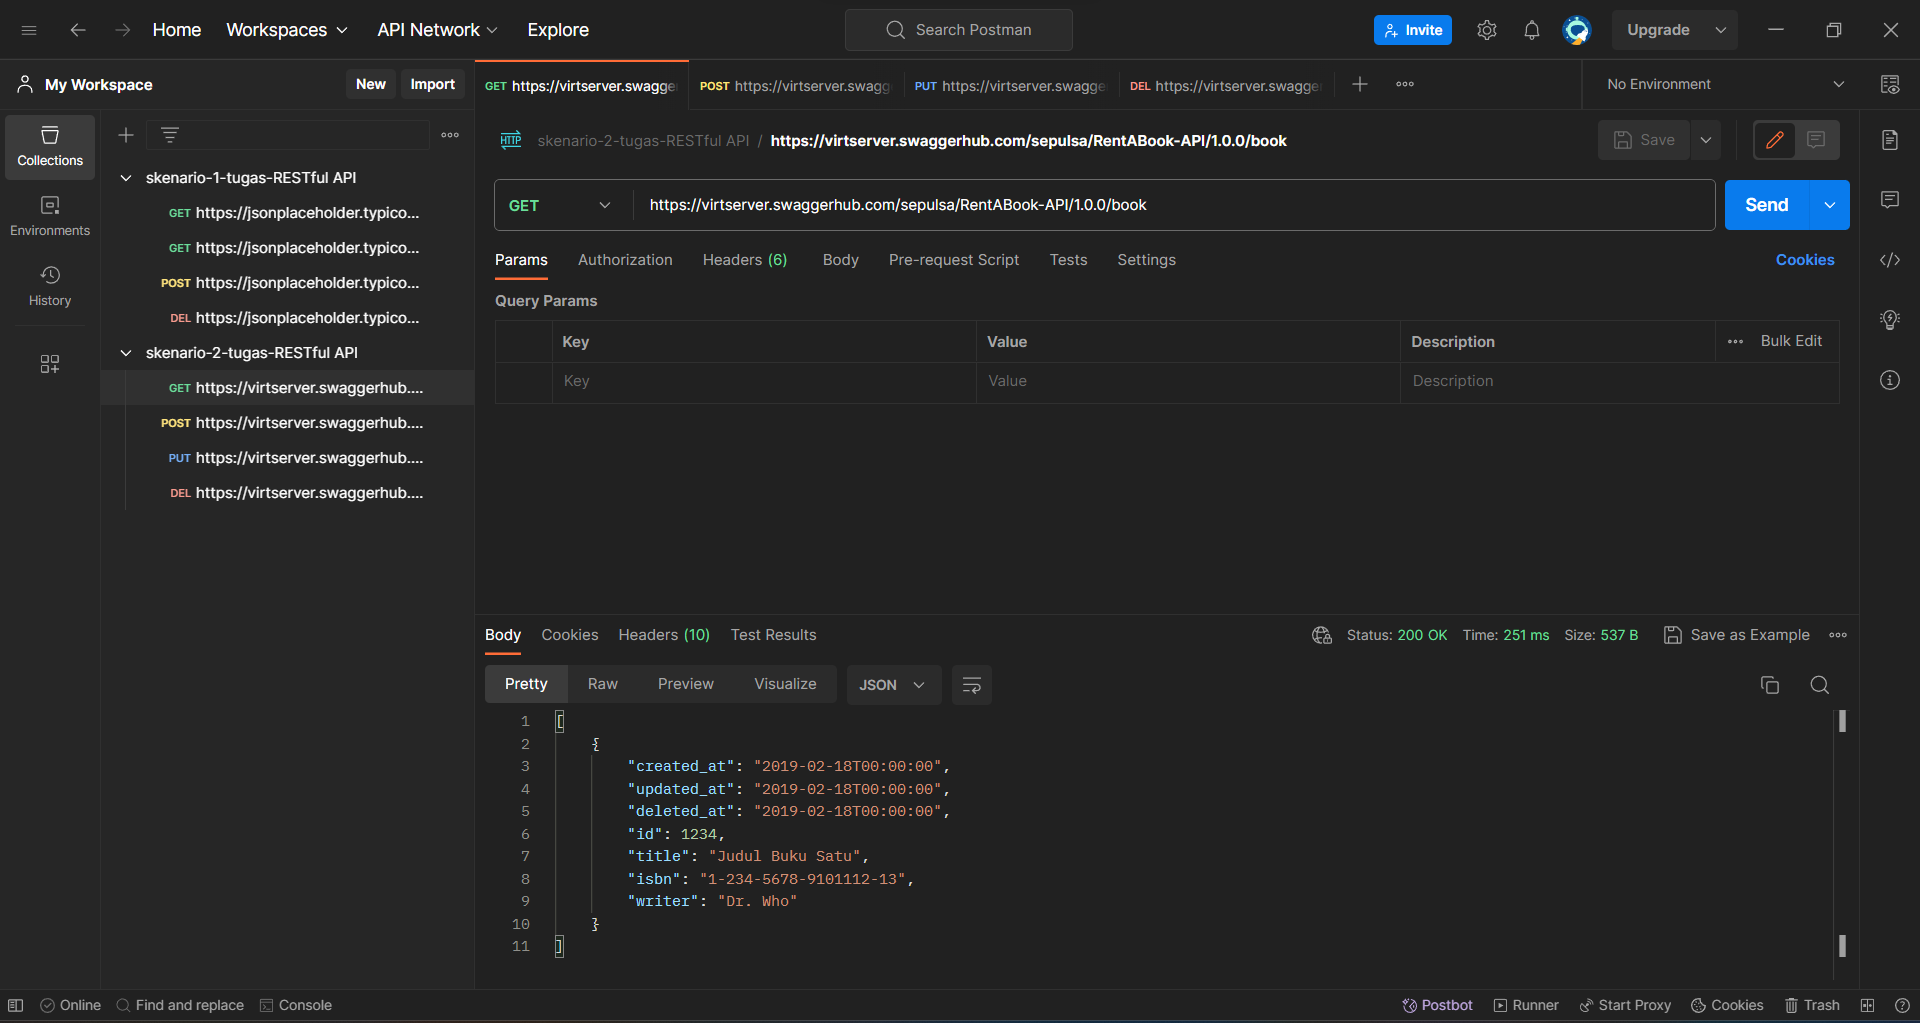 Home Workspaces API Network Explore Search Postman Invite Upgrade
My Workspace New Import
GET https://virtserver.swagge POST https://virtserver.swagg PUT https://virtserver.swagge DEL https://virtserver.swagge No Environment
Collections
Environments
History
skenario-1-tugas-RESTful API
GET https://jsonplaceholder.typico...
GET https://jsonplaceholder.typico...
POST https://jsonplaceholder.typico...
DEL https://jsonplaceholder.typico...
skenario-2-tugas-RESTful API
GET https://virtserver.swaggerhub....
POST https://virtserver.swaggerhub....
PUT https://virtserver.swaggerhub....
DEL https://virtserver.swaggerhub....
HTTP skenario-2-tugas-RESTful API / https://virtserver.swaggerhub.com/sepulsa/RentABook-API/1.0.0/book Save
GET https://virtserver.swaggerhub.com/sepulsa/RentABook-API/1.0.0/book Send
Params Authorization Headers (6) Body Pre-request Script Tests Settings Cookies
Query Params
Key Value Description Bulk Edit
Key Value Description
Body Cookies Headers (10) Test Results Status: 200 OK Time: 251 ms Size: 537 B Save as Example
Pretty Raw Preview Visualize JSON
1 [
2 {
3 "created_at": "2019-02-18T00:00:00",
4 "updated_at": "2019-02-18T00:00:00",
5 "deleted_at": "2019-02-18T00:00:00",
6 "id": 1234,
7 "title": "Judul Buku Satu",
8 "isbn": "1-234-5678-9101112-13",
9 "writer": "Dr. Who"
10 }
11 ]
Online Find and replace Console Postbot Runner Start Proxy Cookies Trash